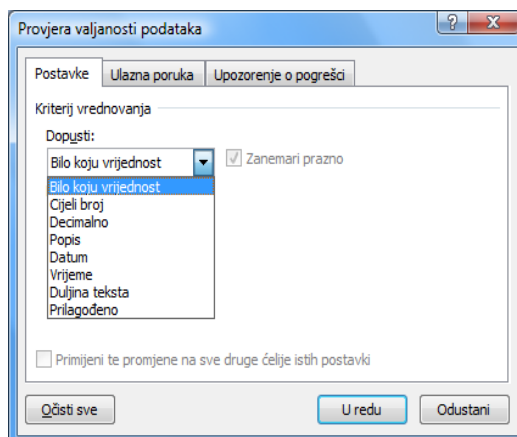 Provjera valjanosti podataka
Postavke Ulazna poruka Upozorenje o pogrešci
Kriterij vrednovanja
Dopusti:
Bilo koju vrijednost Zanemari prazno
Bilo koju vrijednost
Cijeli broj
Decimalno
Popis
Datum
Vrijeme
Duljina teksta
Prilagođeno
Primijeni te promjene na sve druge ćelije istih postavki
Očisti sve U redu Odustani